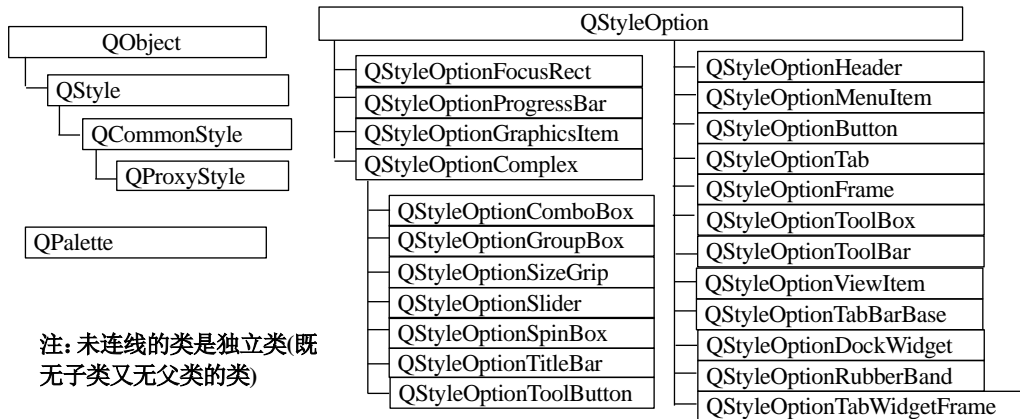 QObject
QStyle
QCommonStyle
QProxyStyle
QPalette
注: 未连线的类是独立类(既
无子类又无父类的类)
QStyleOption
QStyleOptionFocusRect
QStyleOptionProgressBar
QStyleOptionGraphicsItem
QStyleOptionComplex
QStyleOptionComboBox
QStyleOptionGroupBox
QStyleOptionSizeGrip
QStyleOptionSlider
QStyleOptionSpinBox
QStyleOptionTitleBar
QStyleOptionToolButton
QStyleOptionHeader
QStyleOptionMenuItem
QStyleOptionButton
QStyleOptionTab
QStyleOptionFrame
QStyleOptionToolBox
QStyleOptionToolBar
QStyleOptionViewItem
QStyleOptionTabBarBase
QStyleOptionDockWidget
QStyleOptionRubberBand
QStyleOptionTabWidgetFrame